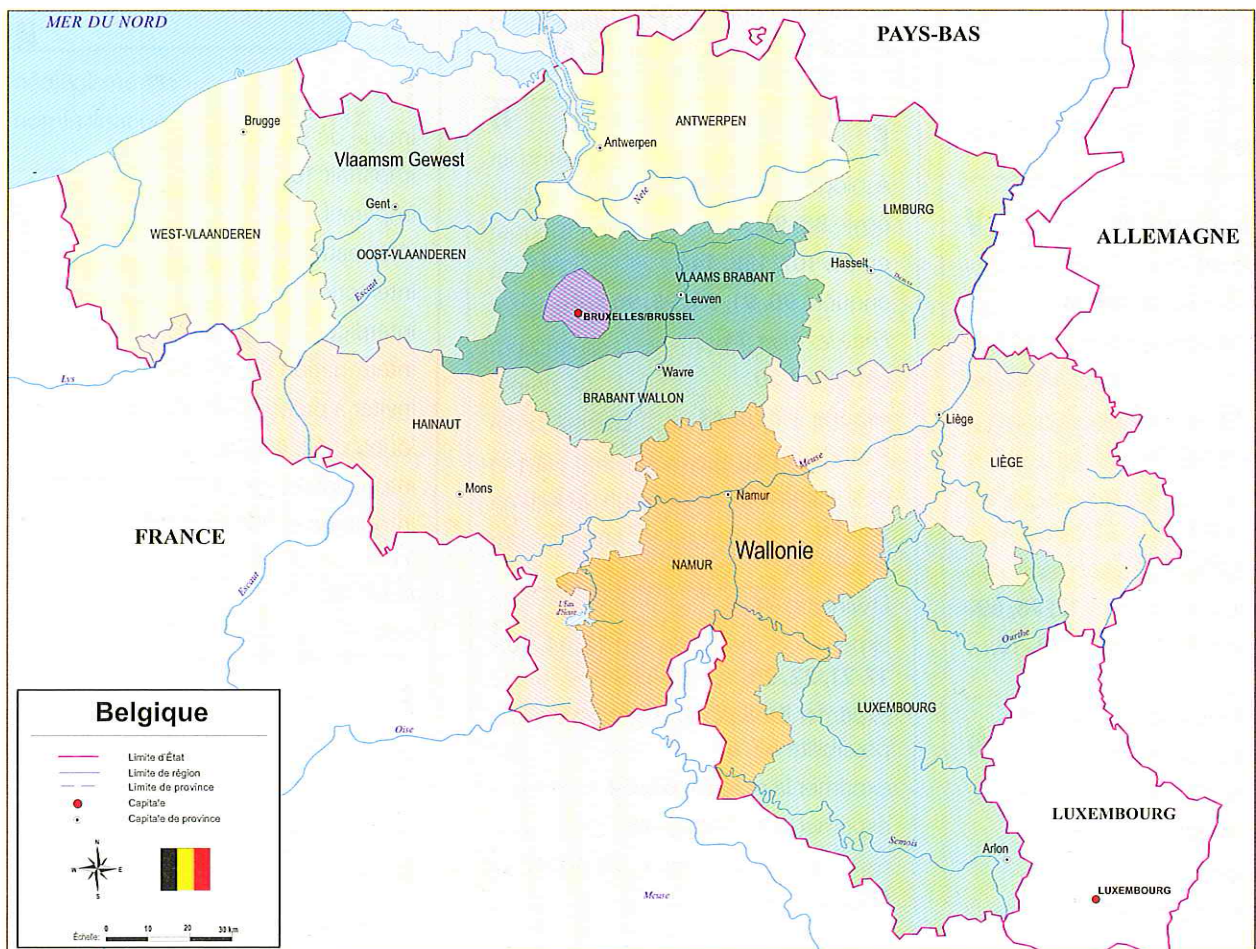 MER DU NORD
PAYS-BAS
Brugge
ANTWERPEN
Antwerpen
Vlaamsm Gewest
Nete
Gent
LIMBURG
WEST-VLAANDEREN
ALLEMAGNE
OOST-VLAANDEREN
Hasselt
VLAAMS BRABANT
Escaut
Leuven
BRUXELLES/BRUSSEL
Lys
Wavre
BRABANT WALLON
HAINAUT
Liège
Meuse
LIÈGE
Mons
Namur
FRANCE
Wallonie
NAMUR
Escaut
L'Eau
d'Heure
Ourthe
LUXEMBOURG
Oise
Belgique
Limite d'État
Limite de région
Limite de province
Capitale
Capitale de province
N
W E
S
Échelle: 0 10 20 30 km
LUXEMBOURG
Semois
Arlon
Meuse
LUXEMBOURG